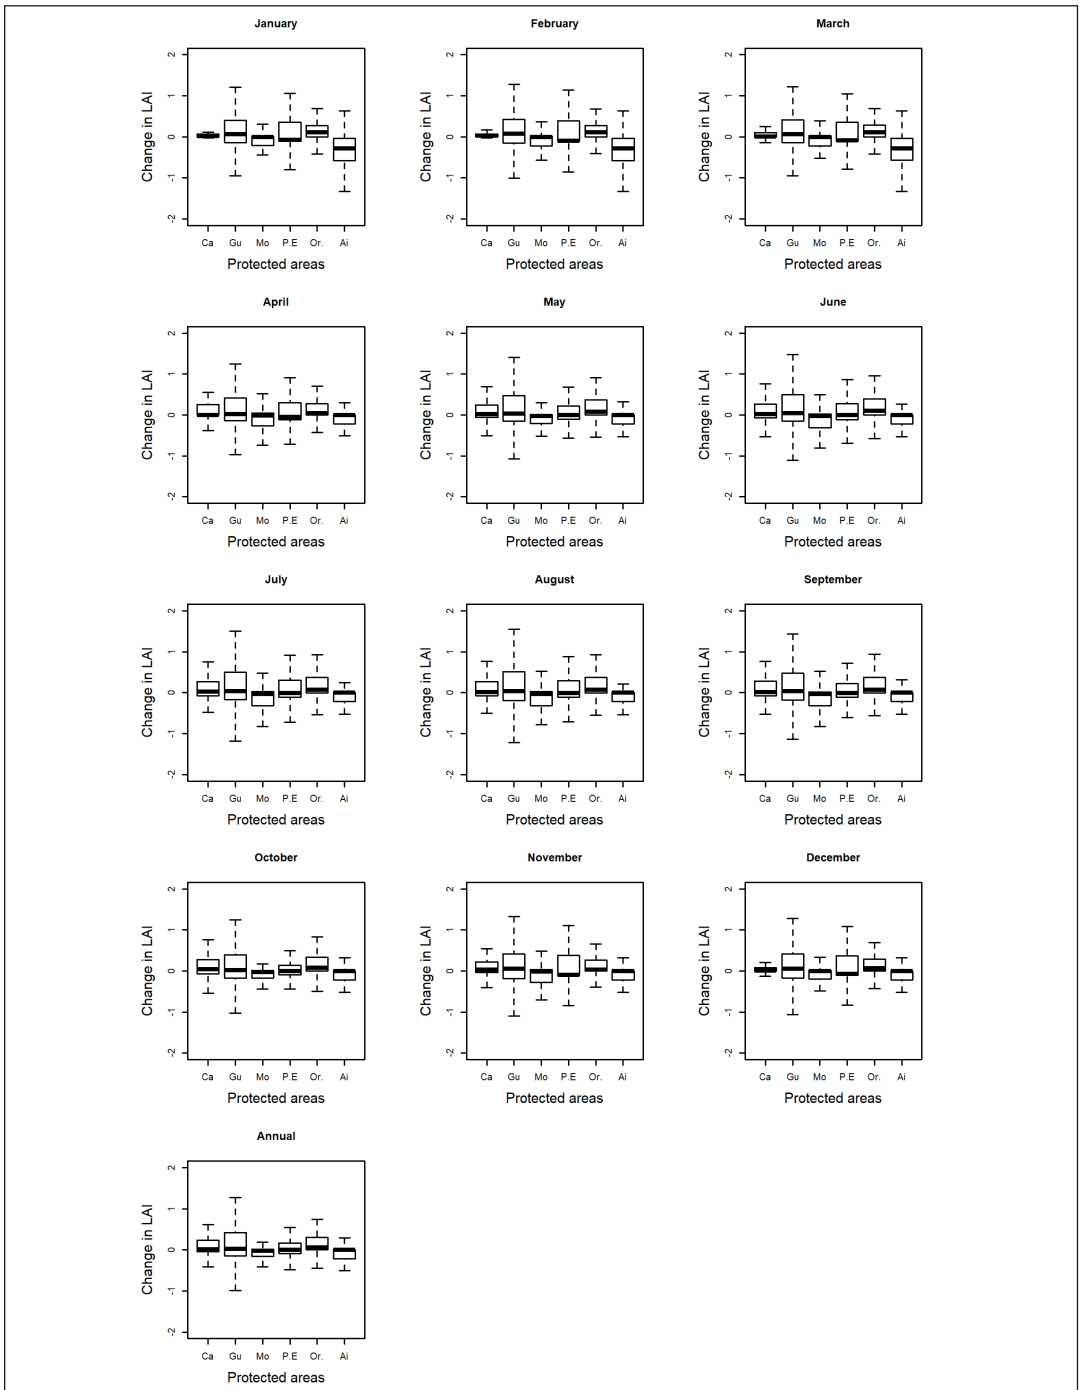 January
2
1
0
-1
-2
Change in LAI
Ca Gu Mo P.E Or. Ai
Protected areas
February
2
1
0
-1
-2
Change in LAI
Ca Gu Mo P.E Or. Ai
Protected areas
March
2
1
0
-1
-2
Change in LAI
Ca Gu Mo P.E Or. Ai
Protected areas
April
2
1
0
-1
-2
Change in LAI
Ca Gu Mo P.E Or. Ai
Protected areas
May
2
1
0
-1
-2
Change in LAI
Ca Gu Mo P.E Or. Ai
Protected areas
June
2
1
0
-1
-2
Change in LAI
Ca Gu Mo P.E Or. Ai
Protected areas
July
2
1
0
-1
-2
Change in LAI
Ca Gu Mo P.E Or. Ai
Protected areas
August
2
1
0
-1
-2
Change in LAI
Ca Gu Mo P.E Or. Ai
Protected areas
September
2
1
0
-1
-2
Change in LAI
Ca Gu Mo P.E Or. Ai
Protected areas
October
2
1
0
-1
-2
Change in LAI
Ca Gu Mo P.E Or. Ai
Protected areas
November
2
1
0
-1
-2
Change in LAI
Ca Gu Mo P.E Or. Ai
Protected areas
December
2
1
0
-1
-2
Change in LAI
Ca Gu Mo P.E Or. Ai
Protected areas
Annual
2
1
0
-1
-2
Change in LAI
Ca Gu Mo P.E Or. Ai
Protected areas